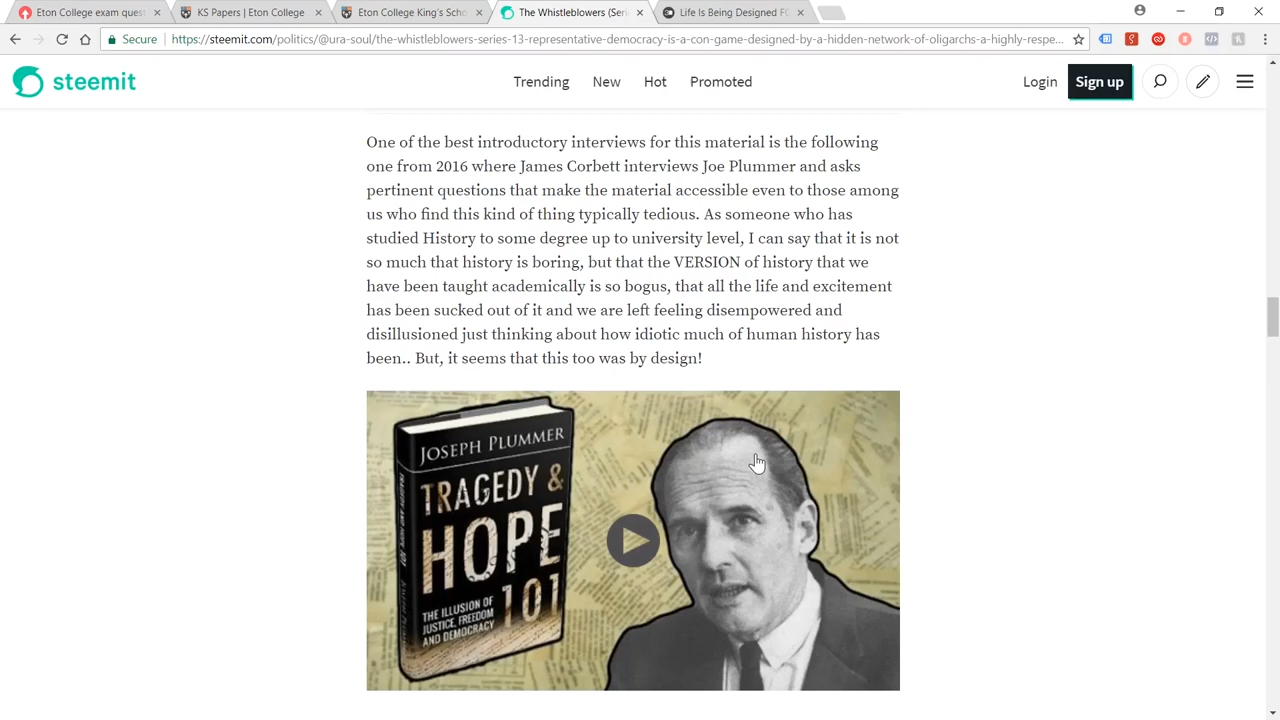 Eton College exam quest
KS Papers | Eton College
Eton College King's Scho
The Whistleblowers (Seri
Life Is Being Designed FO
Secure
https://steemit.com/politics/@ura-soul/the-whistleblowers-series-13-representative-democracy-is-a-con-game-designed-by-a-hidden-network-of-oligarchs-a-highly-respe...
steemit
Trending New Hot Promoted
Login Sign up
One of the best introductory interviews for this material is the following
one from 2016 where James Corbett interviews Joe Plummer and asks
pertinent questions that make the material accessible even to those among
us who find this kind of thing typically tedious. As someone who has
studied History to some degree up to university level, I can say that it is not
so much that history is boring, but that the VERSION of history that we
have been taught academically is so bogus, that all the life and excitement
has been sucked out of it and we are left feeling disempowered and
disillusioned just thinking about how idiotic much of human history has
been.. But, it seems that this too was by design!
JOSEPH PLUMMER
TRAGEDY &
HOPE
101
THE ILLUSION OF
JUSTICE, FREEDOM
AND DEMOCRACY